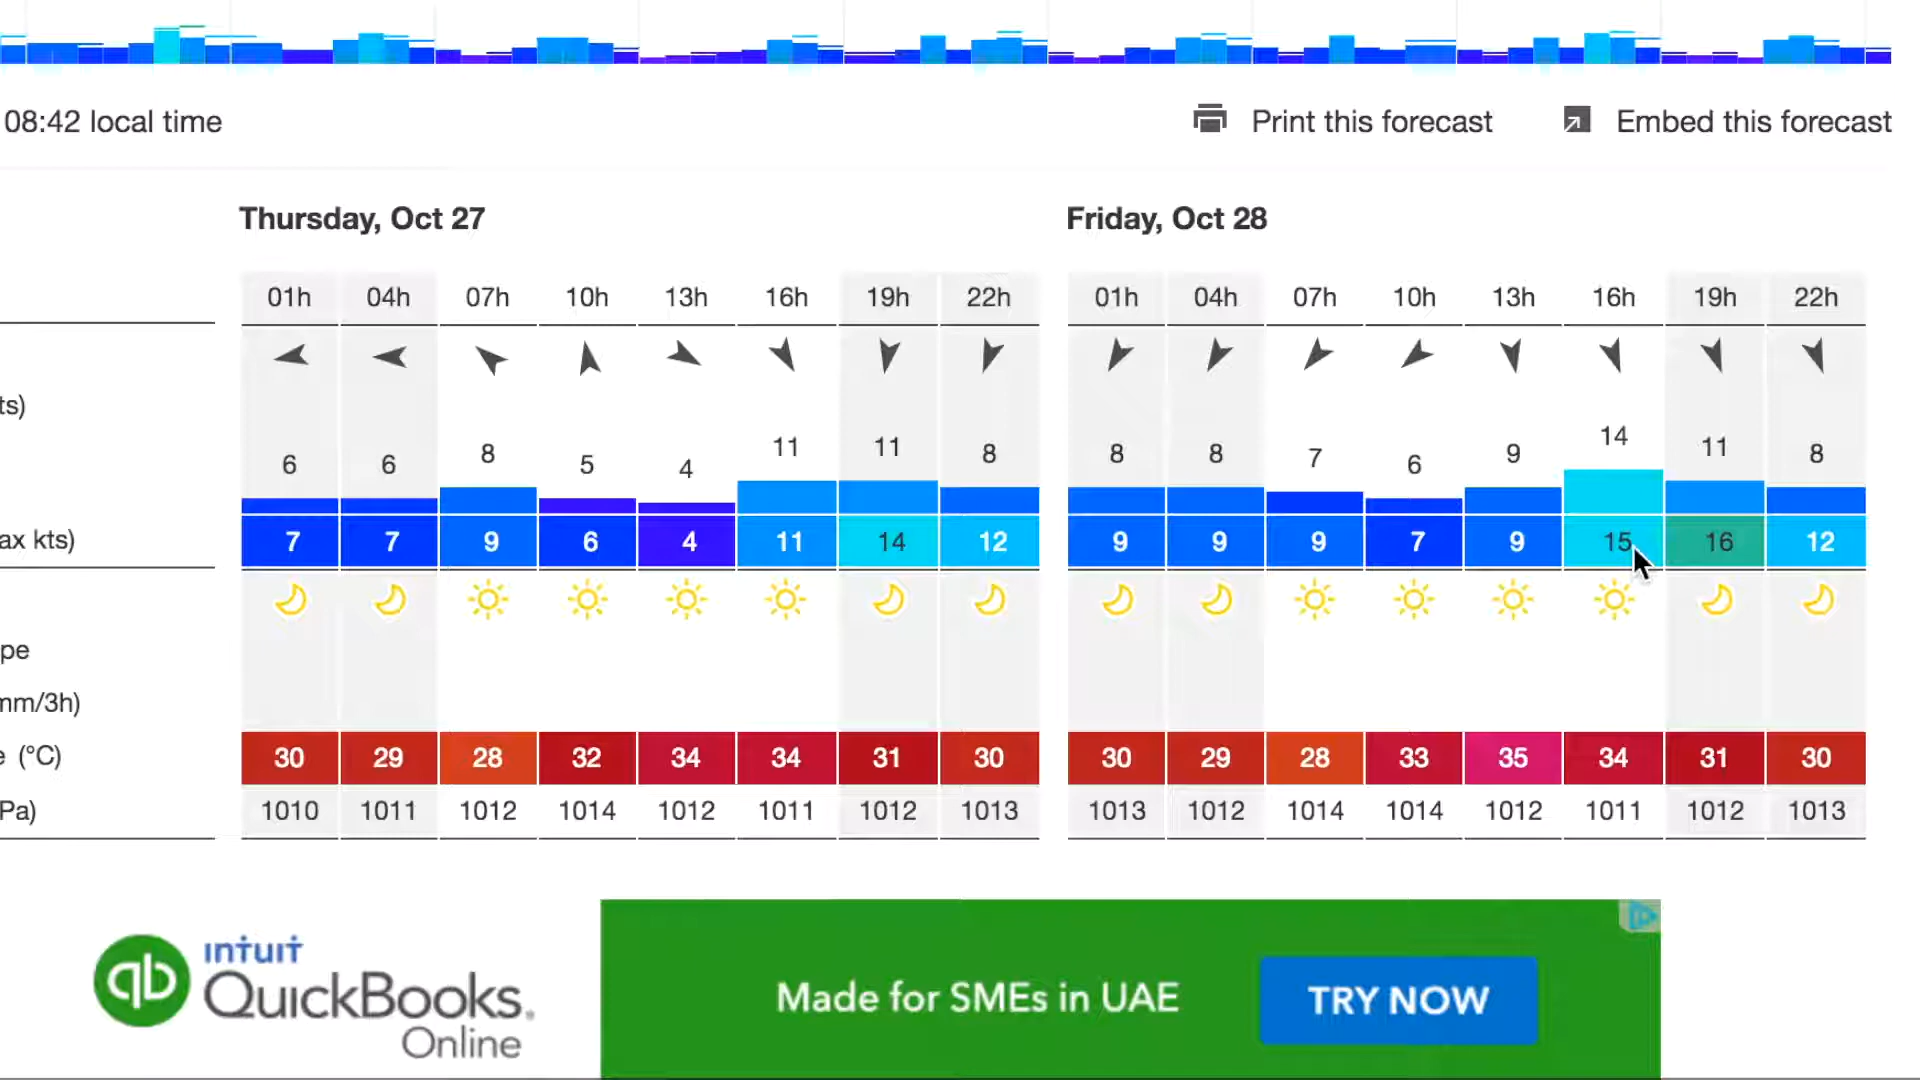 08:42 local time
Print this forecast
Embed this forecast
Thursday, Oct 27
Friday, Oct 28
01h 04h 07h 10h 13h 16h 19h 22h
01h 04h 07h 10h 13h 16h 19h 22h
ts)
6 6 8 5 4 11 11 8
8 8 7 6 9 14 11 8
ax kts)
7 7 9 6 4 11 14 12
9 9 9 7 9 15 16 12
pe
mm/3h)
e (°C)
30 29 28 32 34 34 31 30
30 29 28 33 35 34 31 30
Pa)
1010 1011 1012 1014 1012 1011 1012 1013
1013 1012 1014 1014 1012 1011 1012 1013
qb
intuit
QuickBooks.
Online
Made for SMEs in UAE
TRY NOW